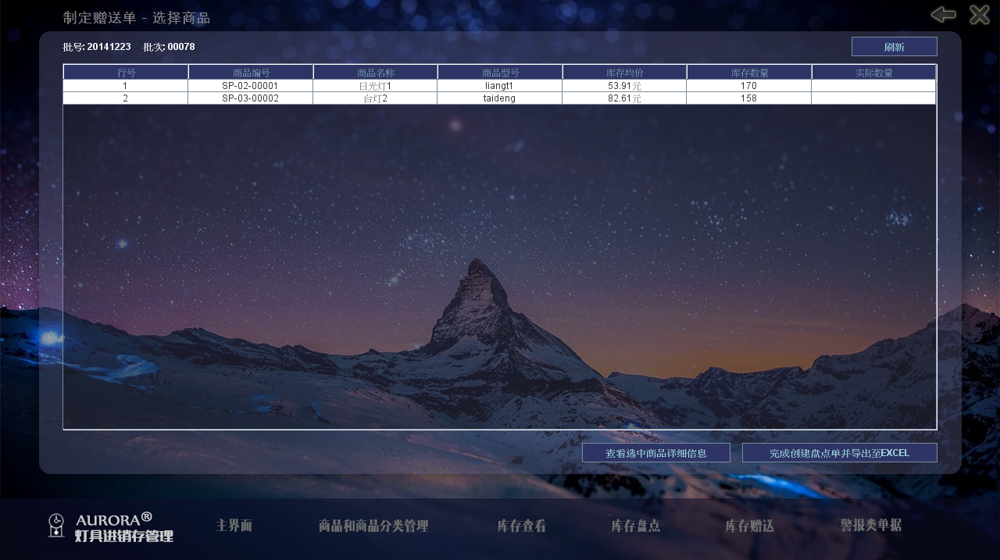 制定赠送单 - 选择商品
批号: 20141223 批次: 00078 刷新
行号 商品编号 商品名称 商品型号 库存均价 库存数量 实际数量
1 SP-02-00001 日光灯1 liangt1 53.91元 170
2 SP-03-00002 台灯2 taideng 82.61元 158
查看选中商品详细信息 完成创建盘点单并导出至EXCEL
AURORA®
灯具进销存管理
主界面 商品和商品分类管理 库存查看 库存盘点 库存赠送 警报类单据